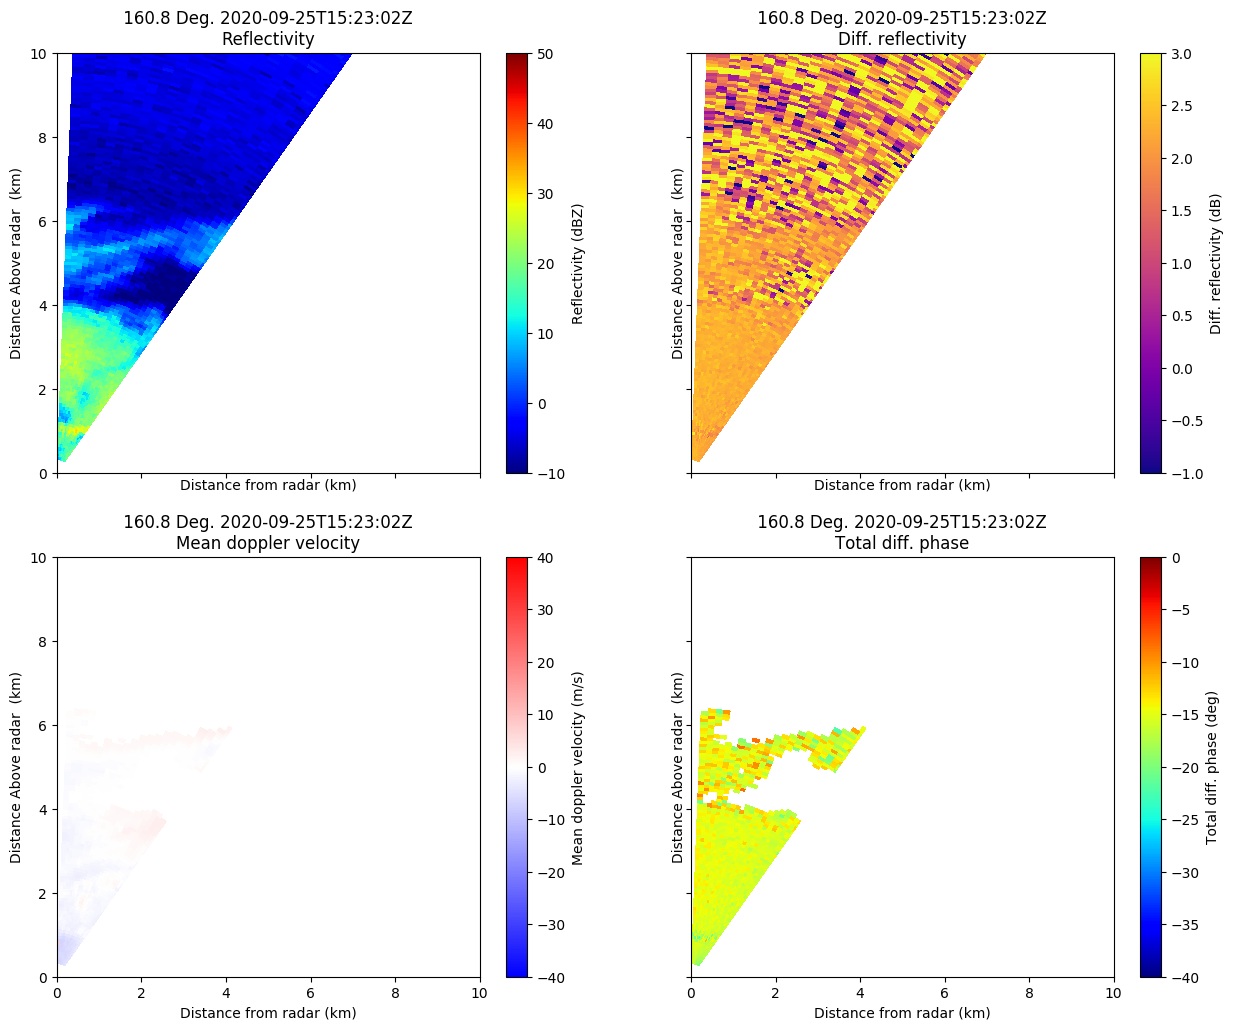 160.8 Deg. 2020-09-25T15:23:02Z
Reflectivity
10
8
6
4
2
0
Distance Above radar  (km)
Distance from radar (km)
50
40
30
20
10
0
−10
Reflectivity (dBZ)
160.8 Deg. 2020-09-25T15:23:02Z
Diff. reflectivity
Distance Above radar  (km)
Distance from radar (km)
3.0
2.5
2.0
1.5
1.0
0.5
0.0
−0.5
−1.0
Diff. reflectivity (dB)
160.8 Deg. 2020-09-25T15:23:02Z
Mean doppler velocity
10
8
6
4
2
0
Distance Above radar  (km)
0 2 4 6 8 10
Distance from radar (km)
40
30
20
10
0
−10
−20
−30
−40
Mean doppler velocity (m/s)
160.8 Deg. 2020-09-25T15:23:02Z
Total diff. phase
Distance Above radar  (km)
0 2 4 6 8 10
Distance from radar (km)
0
−5
−10
−15
−20
−25
−30
−35
−40
Total diff. phase (deg)